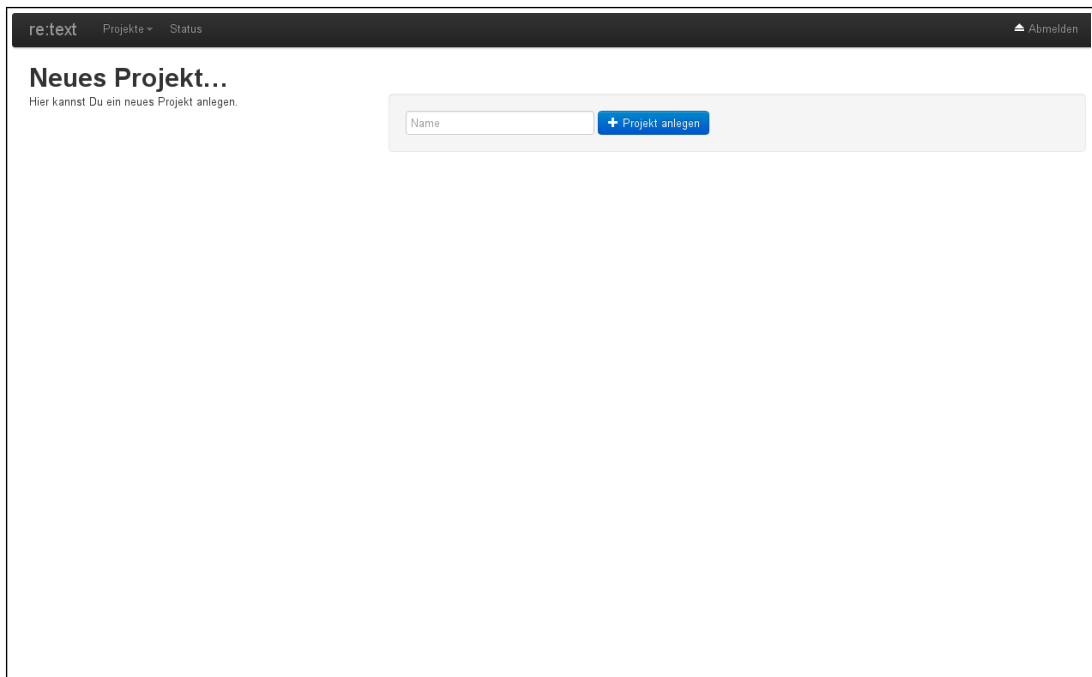 re:text Projekte Status Abmelden
Neues Projekt...
Hier kannst Du ein neues Projekt anlegen.
Name Projekt anlegen